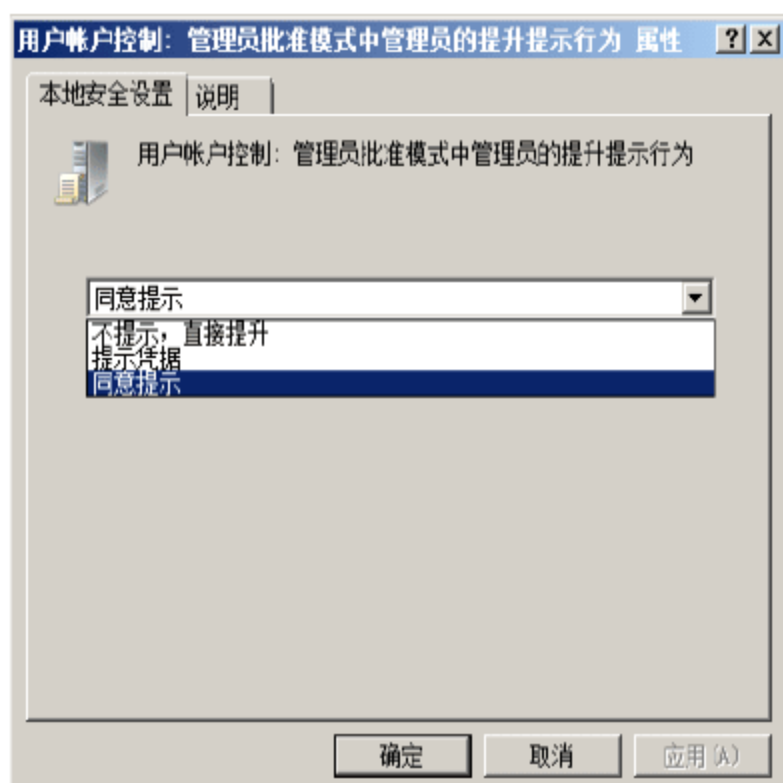 用户帐户控制: 管理员批准模式中管理员的提升提示行为 属性
本地安全设置 说明
用户帐户控制: 管理员批准模式中管理员的提升提示行为
同意提示
不提示，直接提升
提示凭据
同意提示
确定 取消 应用(A)